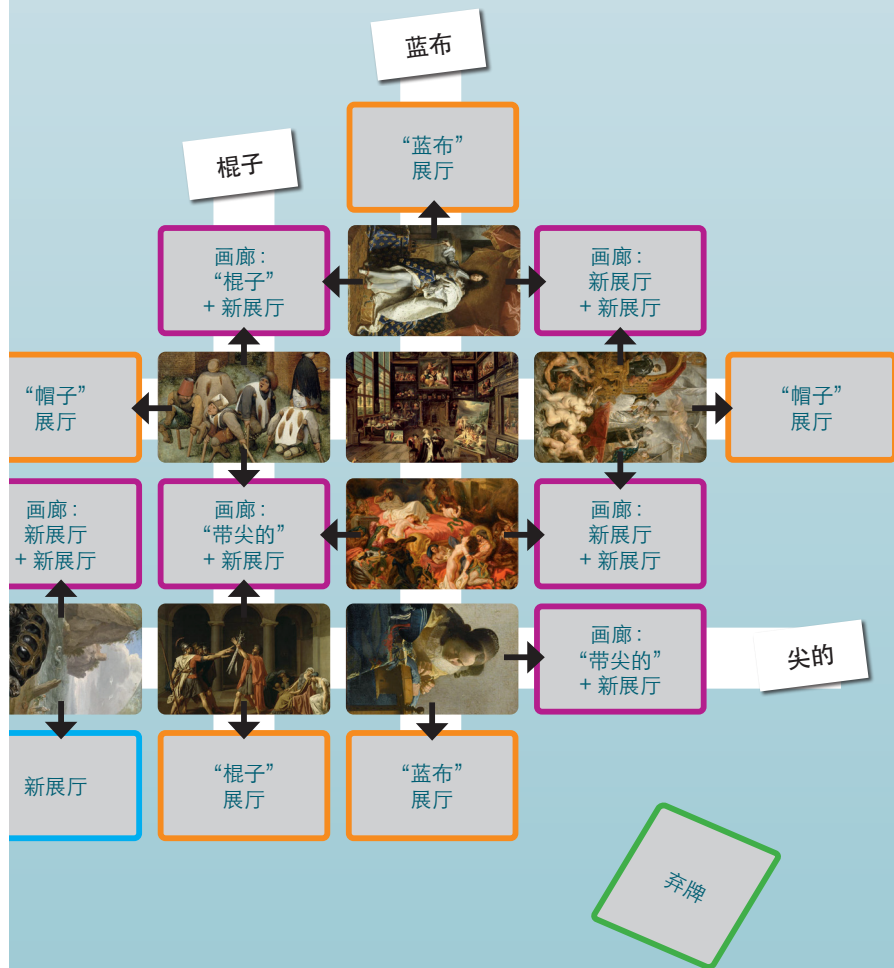 蓝布
“蓝布”
展厅
棍子
画廊：
“棍子”
+ 新展厅
画廊：
新展厅
+ 新展厅
“帽子”
展厅
“帽子”
展厅
画廊：
新展厅
+ 新展厅
画廊：
“带尖的”
+ 新展厅
画廊：
新展厅
+ 新展厅
画廊：
“带尖的”
+ 新展厅
尖的
新展厅
“棍子”
展厅
“蓝布”
展厅
弃牌